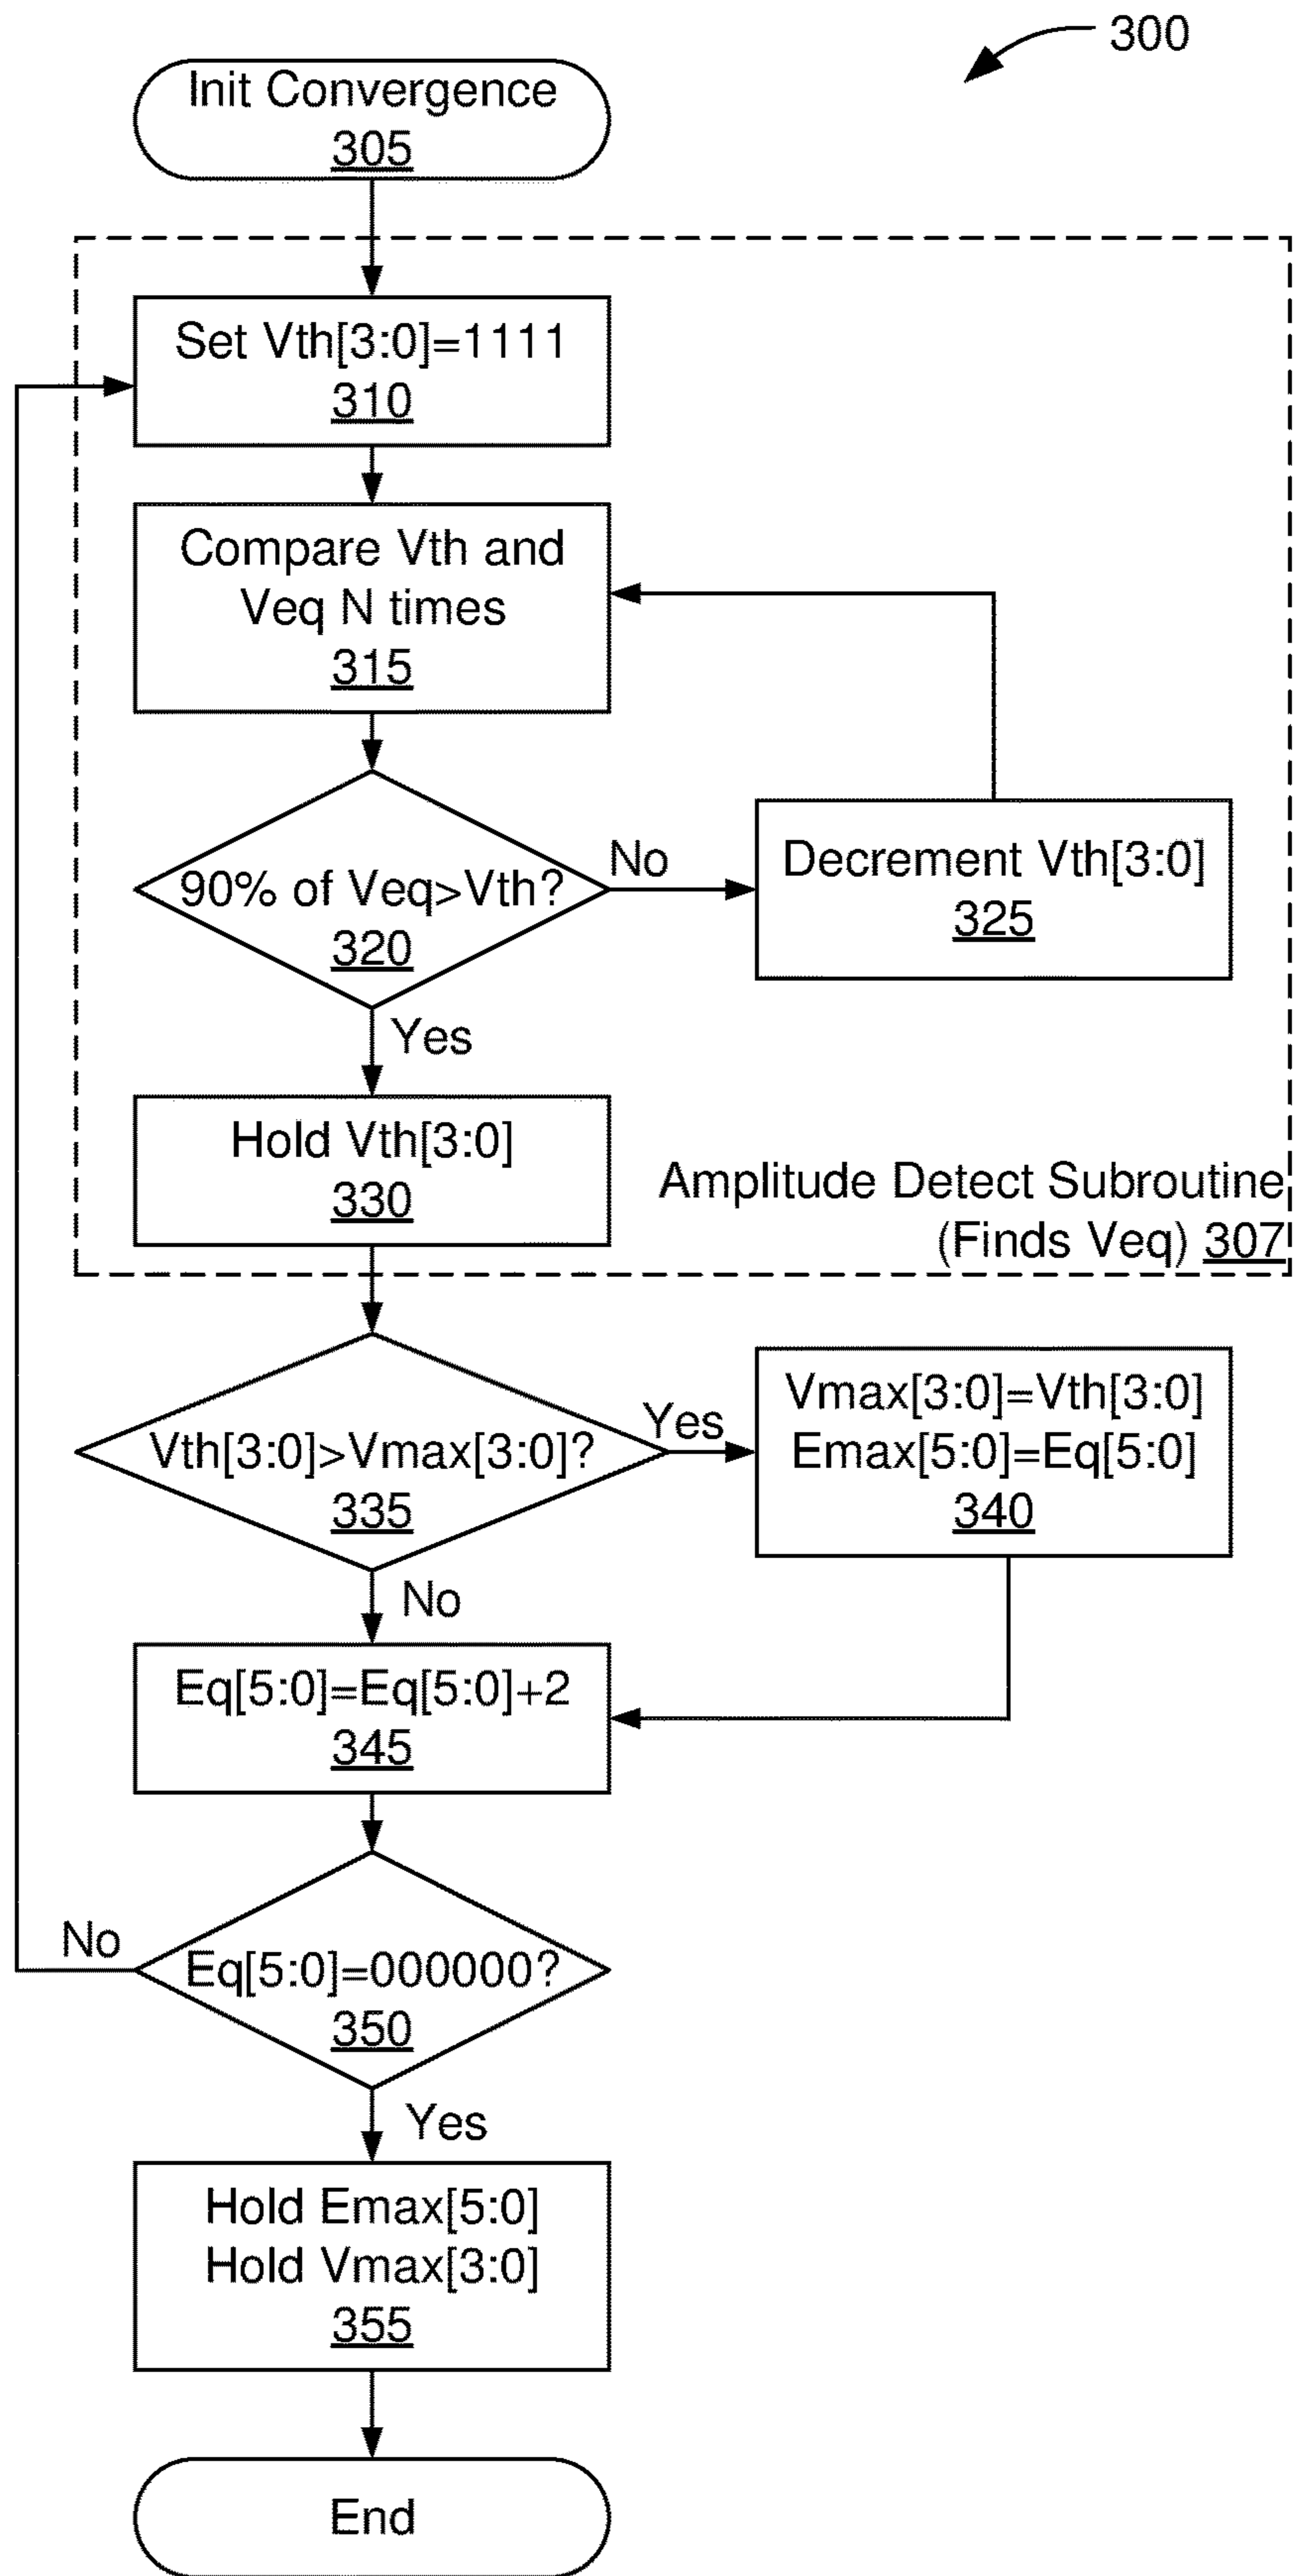 300
Init Convergence
305
Set Vth[3:0]=1111
310
Compare Vth and
Veq N times
315
90% of Veq>Vth?
320
No
Decrement Vth[3:0]
325
Yes
Hold Vth[3:0]
330
Amplitude Detect Subroutine
(Finds Veq) 307
Vth[3:0]>Vmax[3:0]?
335
Yes
Vmax[3:0]=Vth[3:0]
Emax[5:0]=Eq[5:0]
340
No
Eq[5:0]=Eq[5:0]+2
345
No
Eq[5:0]=000000?
350
Yes
Hold Emax[5:0]
Hold Vmax[3:0]
355
End